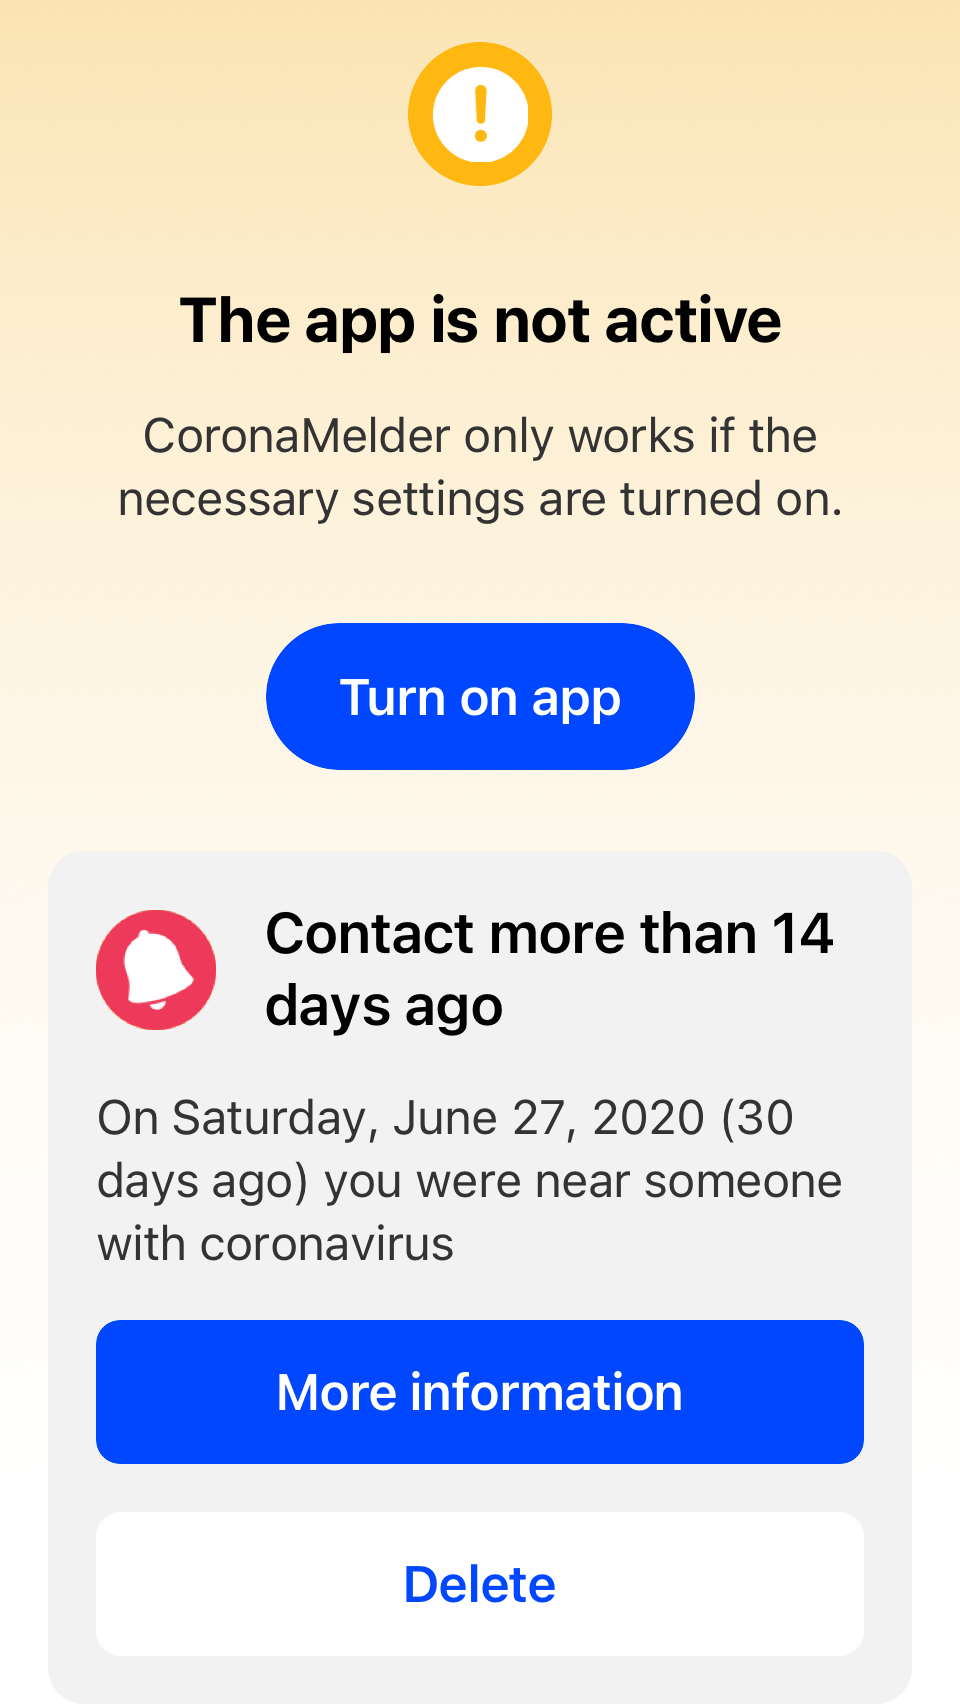 The app is not active
CoronaMelder only works if the
necessary settings are turned on.
Turn on app
Contact more than 14
days ago
On Saturday, June 27, 2020 (30
days ago) you were near someone
with coronavirus
More information
Delete